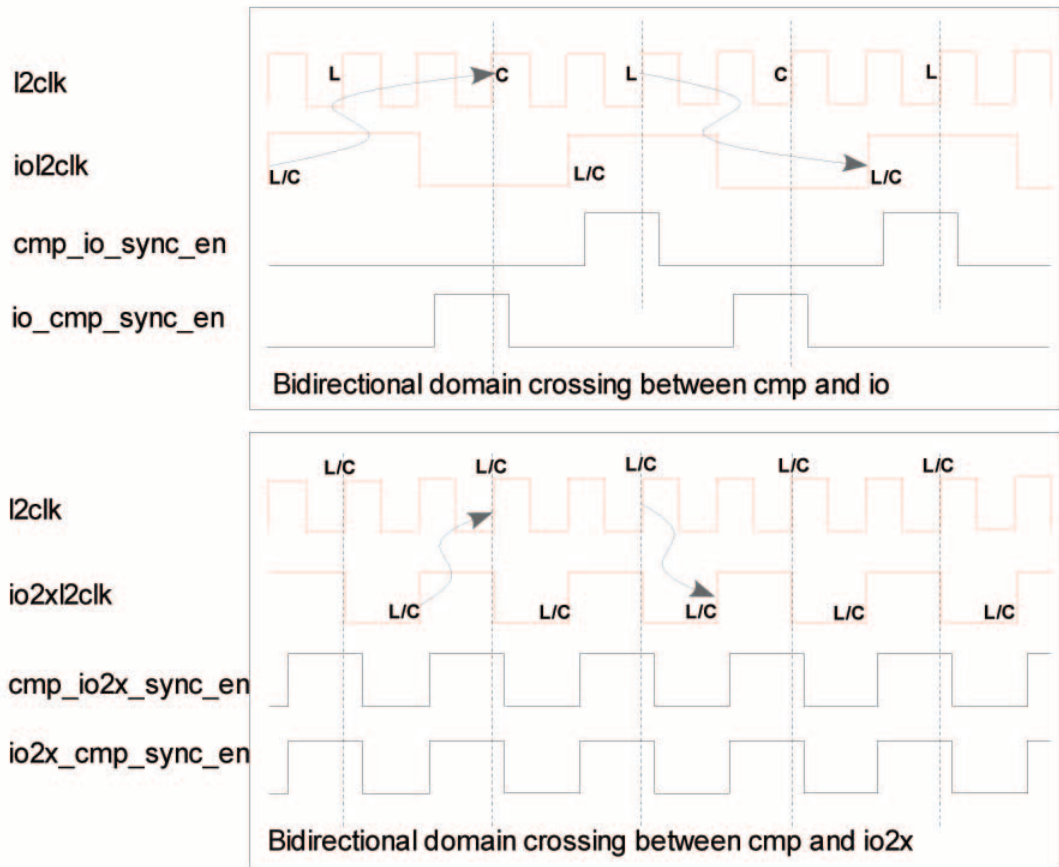 L C L C L
l2clk
iol2clk
L/C L/C L/C
cmp_io_sync_en
io_cmp_sync_en
Bidirectional domain crossing between cmp and io
L/C L/C L/C L/C L/C
l2clk
io2xl2clk
L/C L/C L/C L/C L/C
cmp_io2x_sync_en
io2x_cmp_sync_en
Bidirectional domain crossing between cmp and io2x